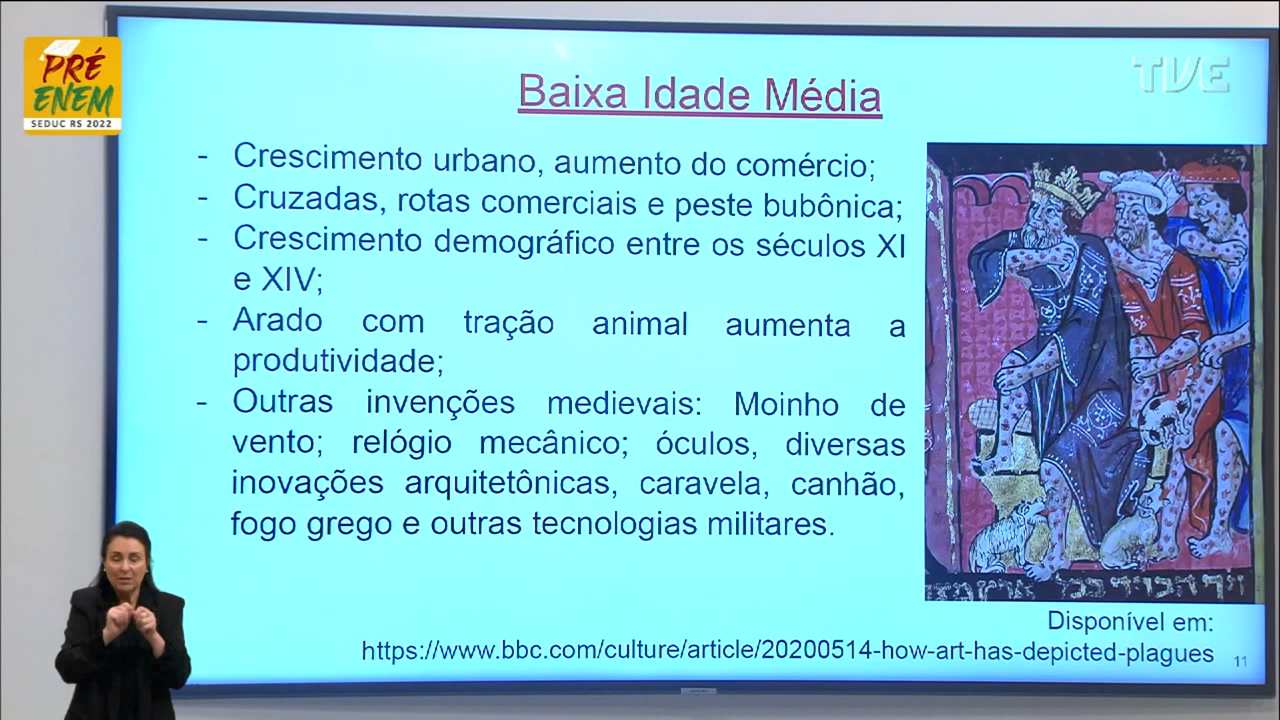 PRÉ
ENEM
SEDUC RS 2022
TVE
Baixa Idade Média
- Crescimento urbano, aumento do comércio;
- Cruzadas, rotas comerciais e peste bubônica;
- Crescimento demográfico entre os séculos XI
e XIV;
- Arado com tração animal aumenta a
produtividade;
- Outras invenções medievais: Moinho de
vento; relógio mecânico; óculos, diversas
inovações arquitetônicas, caravela, canhão,
fogo grego e outras tecnologias militares.
Disponível em:
https://www.bbc.com/culture/article/20200514-how-art-has-depicted-plagues
11